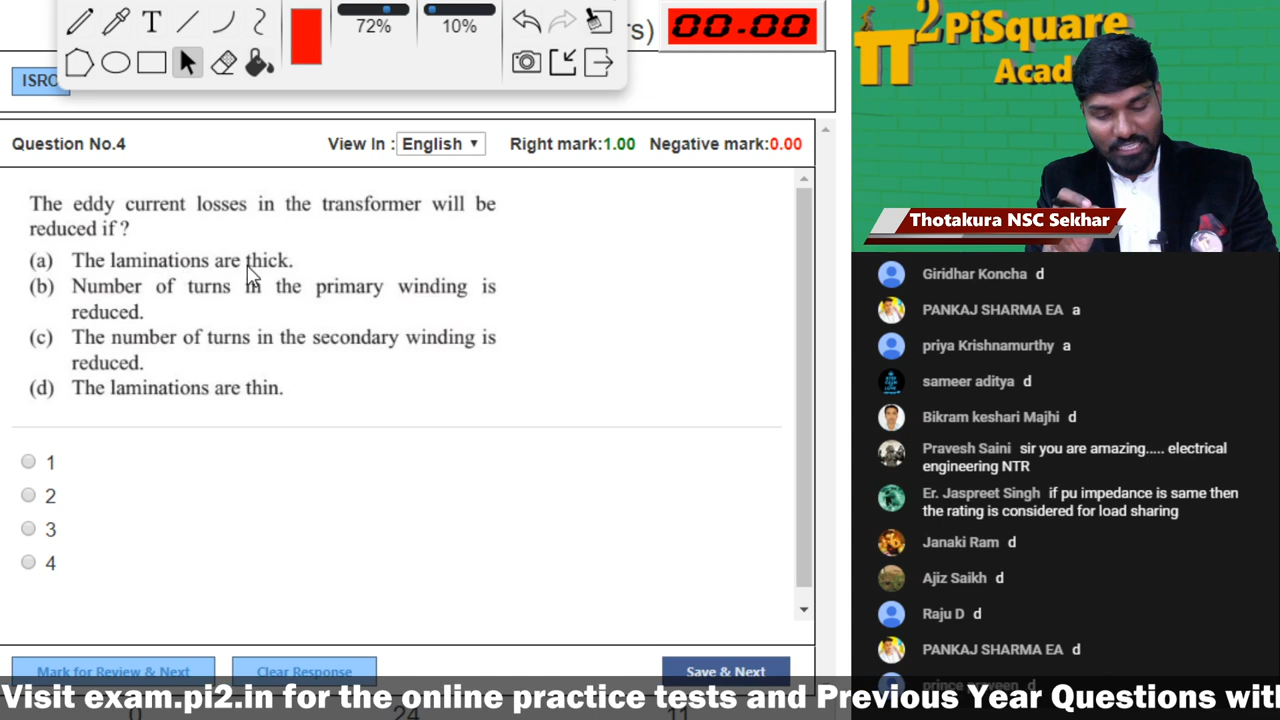 72%
10%
rs)
00.00
ISRO
Question No.4
View In :
English
Right mark:1.00
Negative mark:0.00
The eddy current losses in the transformer will be
reduced if ?
(a) The laminations are thick.
(b) Number of turns in the primary winding is
reduced.
(c) The number of turns in the secondary winding is
reduced.
(d) The laminations are thin.
1
2
3
4
Mark for Review & Next
Clear Response
Save & Next
0
24
11
2PiSquare
π
Acad
Thotakura NSC Sekhar
Giridhar Koncha d
PANKAJ SHARMA EA a
priya Krishnamurthy a
sameer aditya d
Bikram keshari Majhi d
Pravesh Saini sir you are amazing..... electrical
engineering NTR
Er. Jaspreet Singh if pu impedance is same then
the rating is considered for load sharing
Janaki Ram d
Ajiz Saikh d
Raju D d
PANKAJ SHARMA EA d
prince praveen d
Visit exam.pi2.in for the online practice tests and Previous Year Questions wit